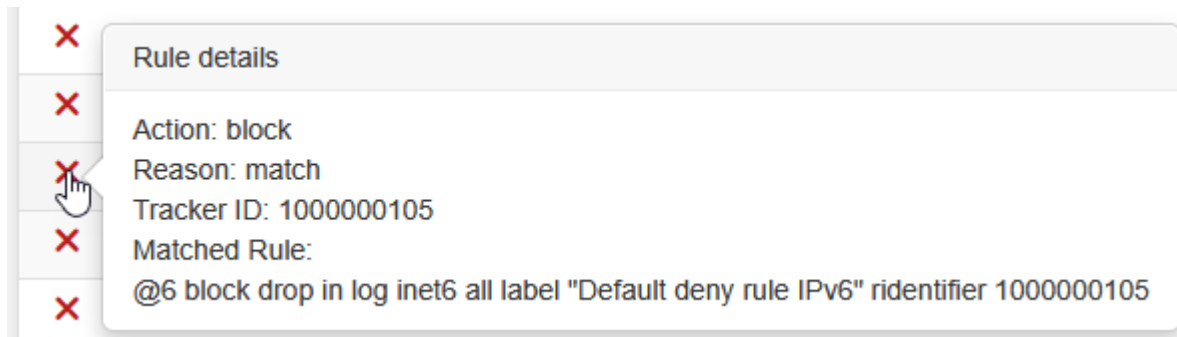 Rule details
Action: block
Reason: match
Tracker ID: 1000000105
Matched Rule:
@6 block drop in log inet6 all label "Default deny rule IPv6" ridentifier 1000000105